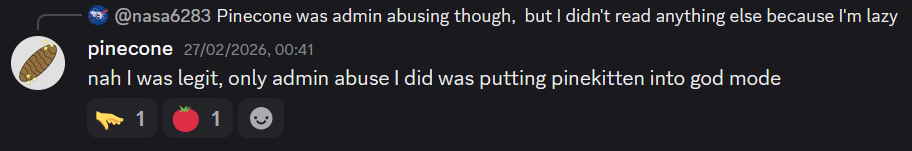 @nasa6283 Pinecone was admin abusing though, but I didn't read anything else because I'm lazy
pinecone 27/02/2026, 00:41
nah I was legit, only admin abuse I did was putting pinekitten into god mode
1 1